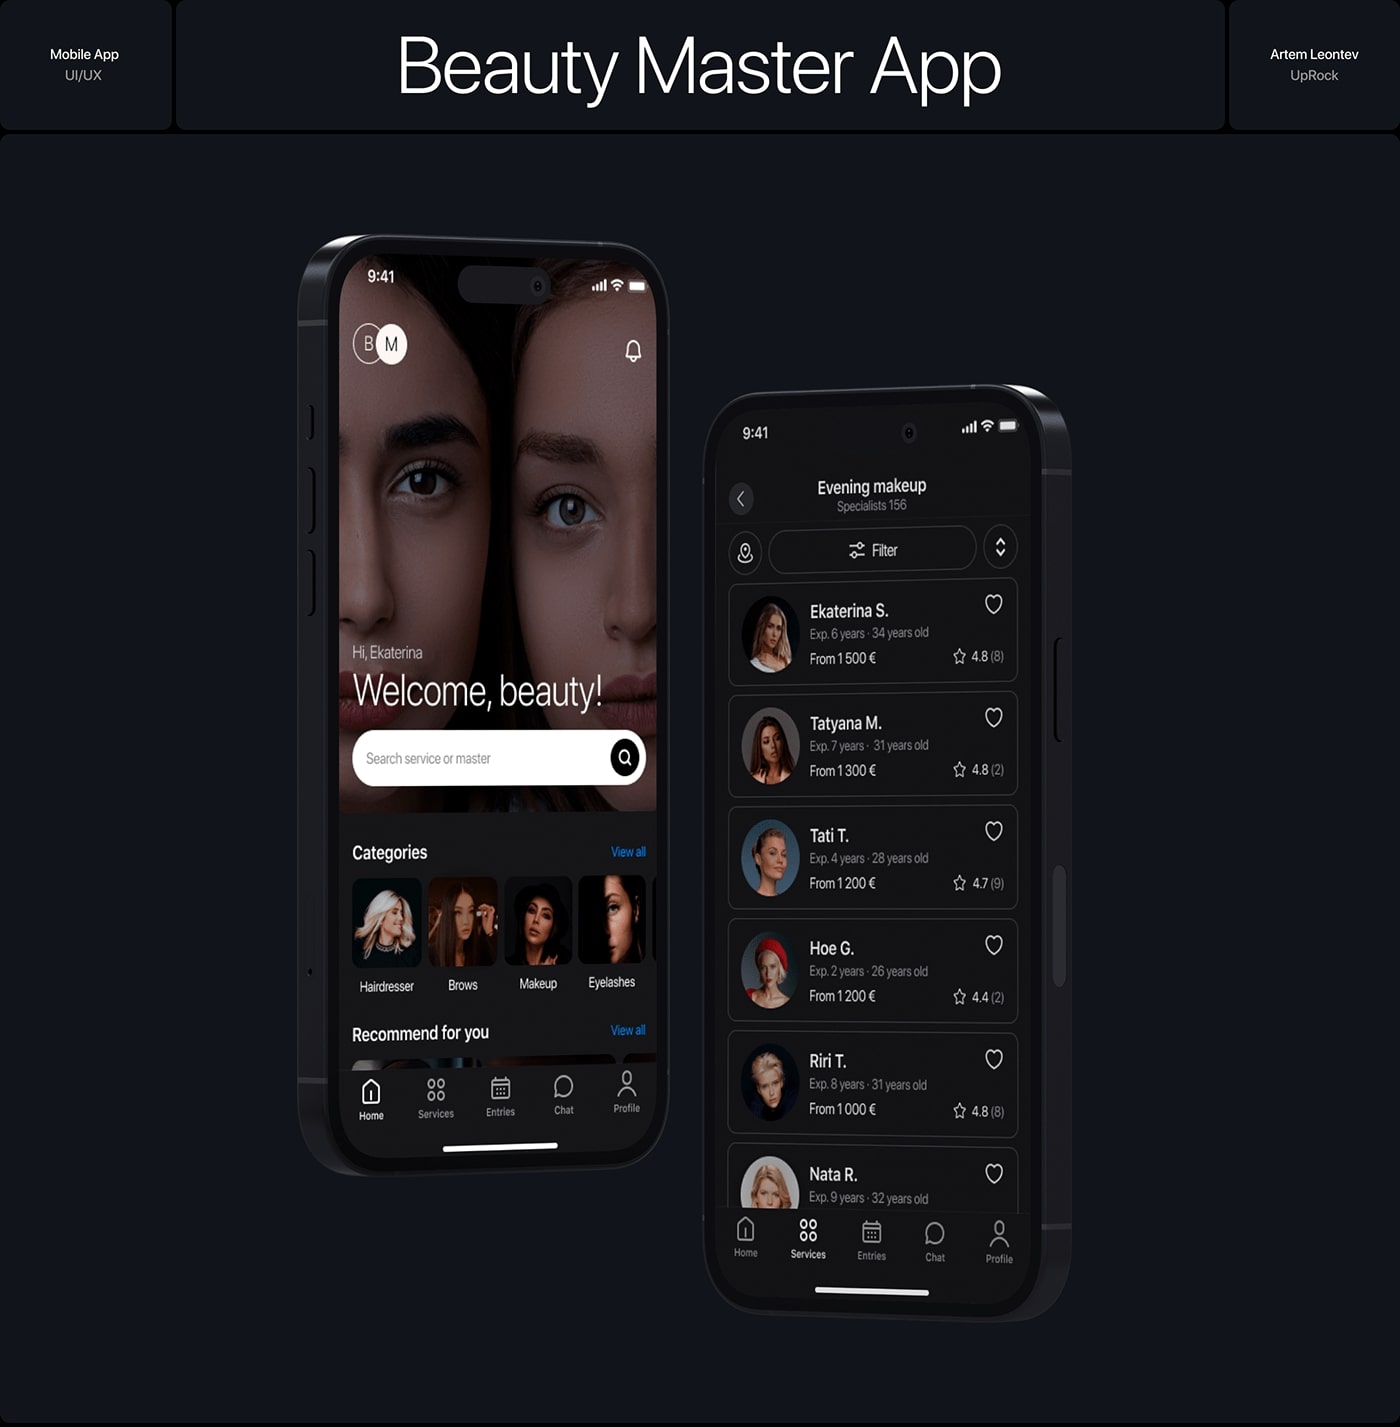 Mobile App
UI/UX
Beauty Master App
Artem Leontev
UpRock
9:41
B M
Hi, Ekaterina
Welcome, beauty!
Search service or master
Categories
View all
Hairdresser
Brows
Makeup
Eyelashes
Recommend for you
View all
Home
Services
Entries
Chat
Profile
9:41
Evening makeup
Specialists 156
Filter
Ekaterina S.
Exp. 6 years · 34 years old
From 1 500 €
4.8 (8)
Tatyana M.
Exp. 7 years · 31 years old
From 1 300 €
4.8 (2)
Tati T.
Exp. 4 years · 28 years old
From 1 200 €
4.7 (9)
Hoe G.
Exp. 2 years · 26 years old
From 1 200 €
4.4 (2)
Riri T.
Exp. 8 years · 31 years old
From 1 000 €
4.8 (8)
Nata R.
Exp. 9 years · 32 years old
Home
Services
Entries
Chat
Profile